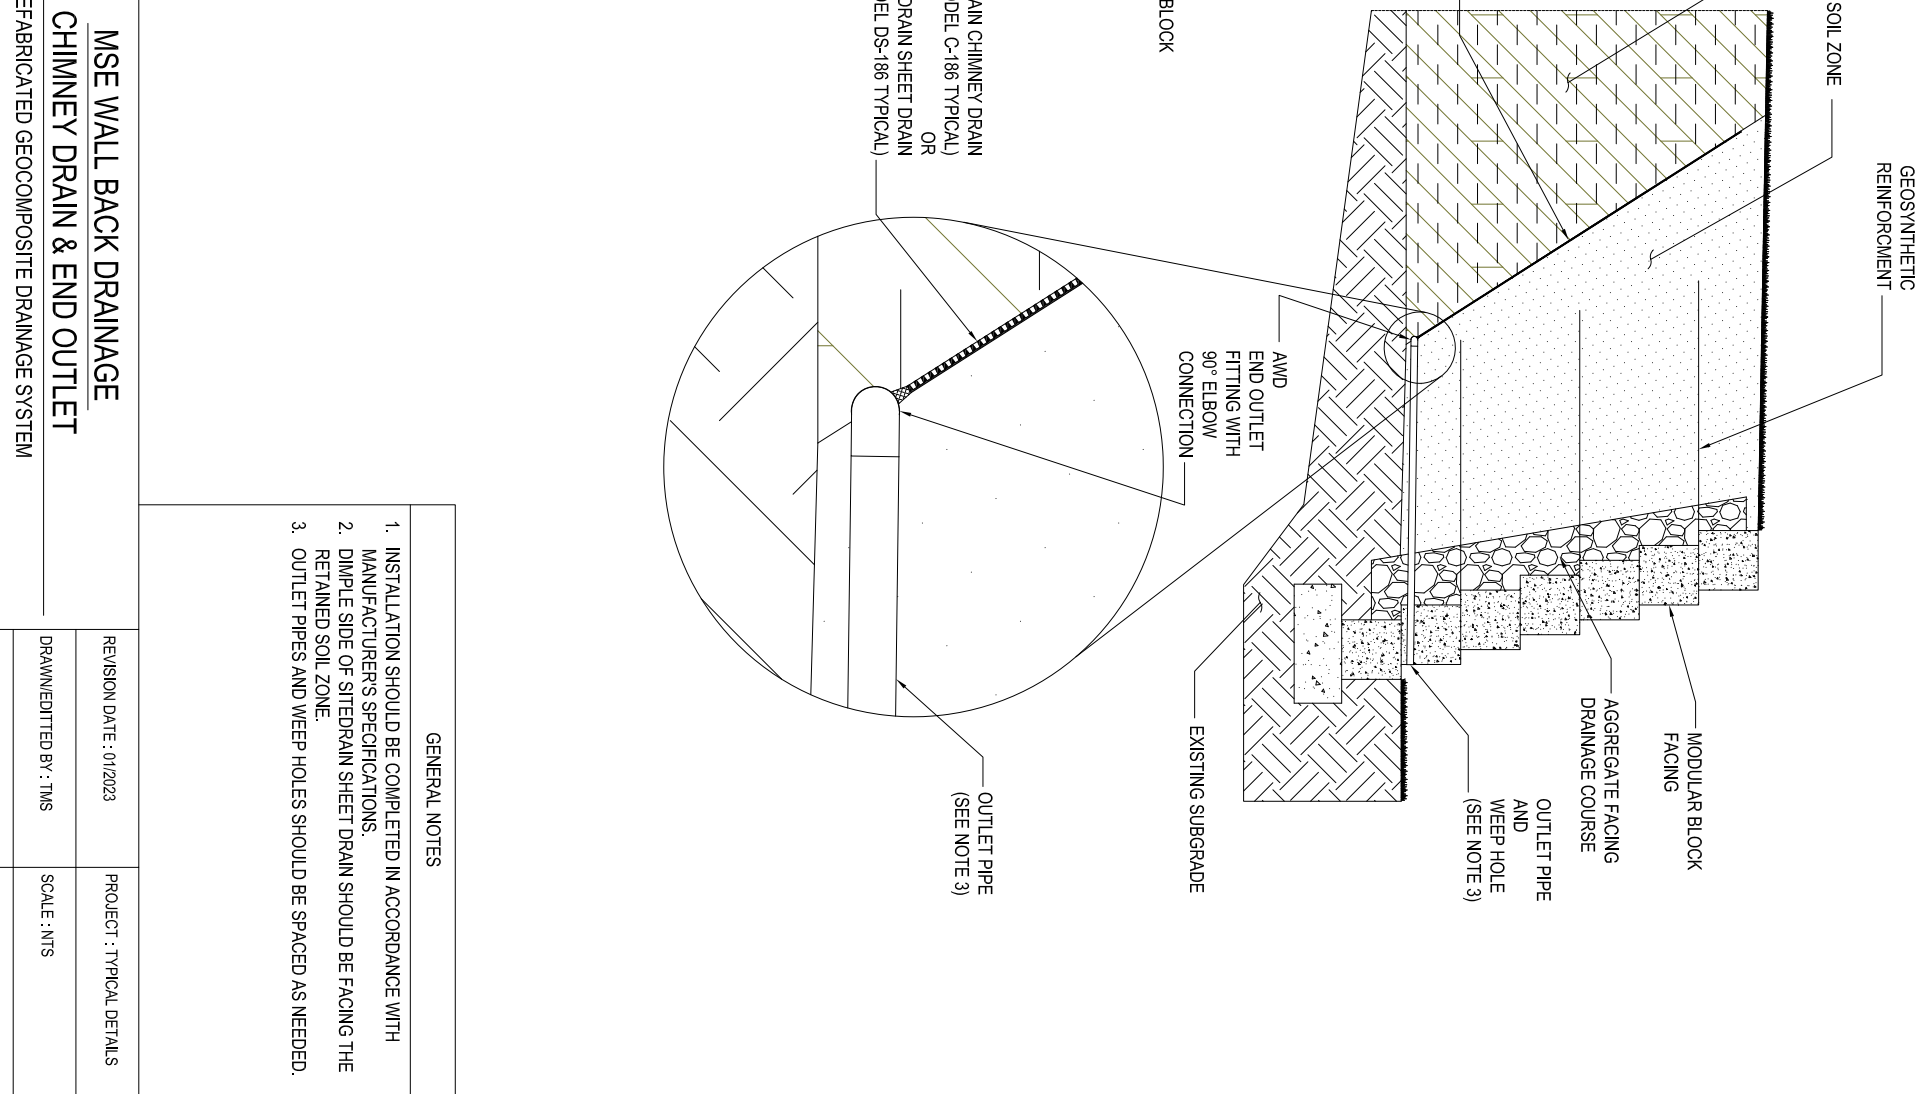 SOIL ZONE
GEOSYNTHETIC
REINFORCMENT
BLOCK
AIN CHIMNEY DRAIN
DEL C-186 TYPICAL)
OR
DRAIN SHEET DRAIN
EL DS-186 TYPICAL)
AWD
END OUTLET
FITTING WITH
90° ELBOW
CONNECTION
MODULAR BLOCK
FACING
AGGREGATE FACING
DRAINAGE COURSE
OUTLET PIPE
AND
WEEP HOLE
(SEE NOTE 3)
EXISTING SUBGRADE
OUTLET PIPE
(SEE NOTE 3)
GENERAL NOTES
1. INSTALLATION SHOULD BE COMPLETED IN ACCORDANCE WITH
MANUFACTURER'S SPECIFICATIONS.
2. DIMPLE SIDE OF SITEDRAIN SHEET DRAIN SHOULD BE FACING THE
RETAINED SOIL ZONE.
3. OUTLET PIPES AND WEEP HOLES SHOULD BE SPACED AS NEEDED.
MSE WALL BACK DRAINAGE
CHIMNEY DRAIN & END OUTLET
EFABRICATED GEOCOMPOSITE DRAINAGE SYSTEM
REVISION DATE : 01/2023
PROJECT : TYPICAL DETAILS
DRAWN/EDITTED BY : TMS
SCALE : NTS